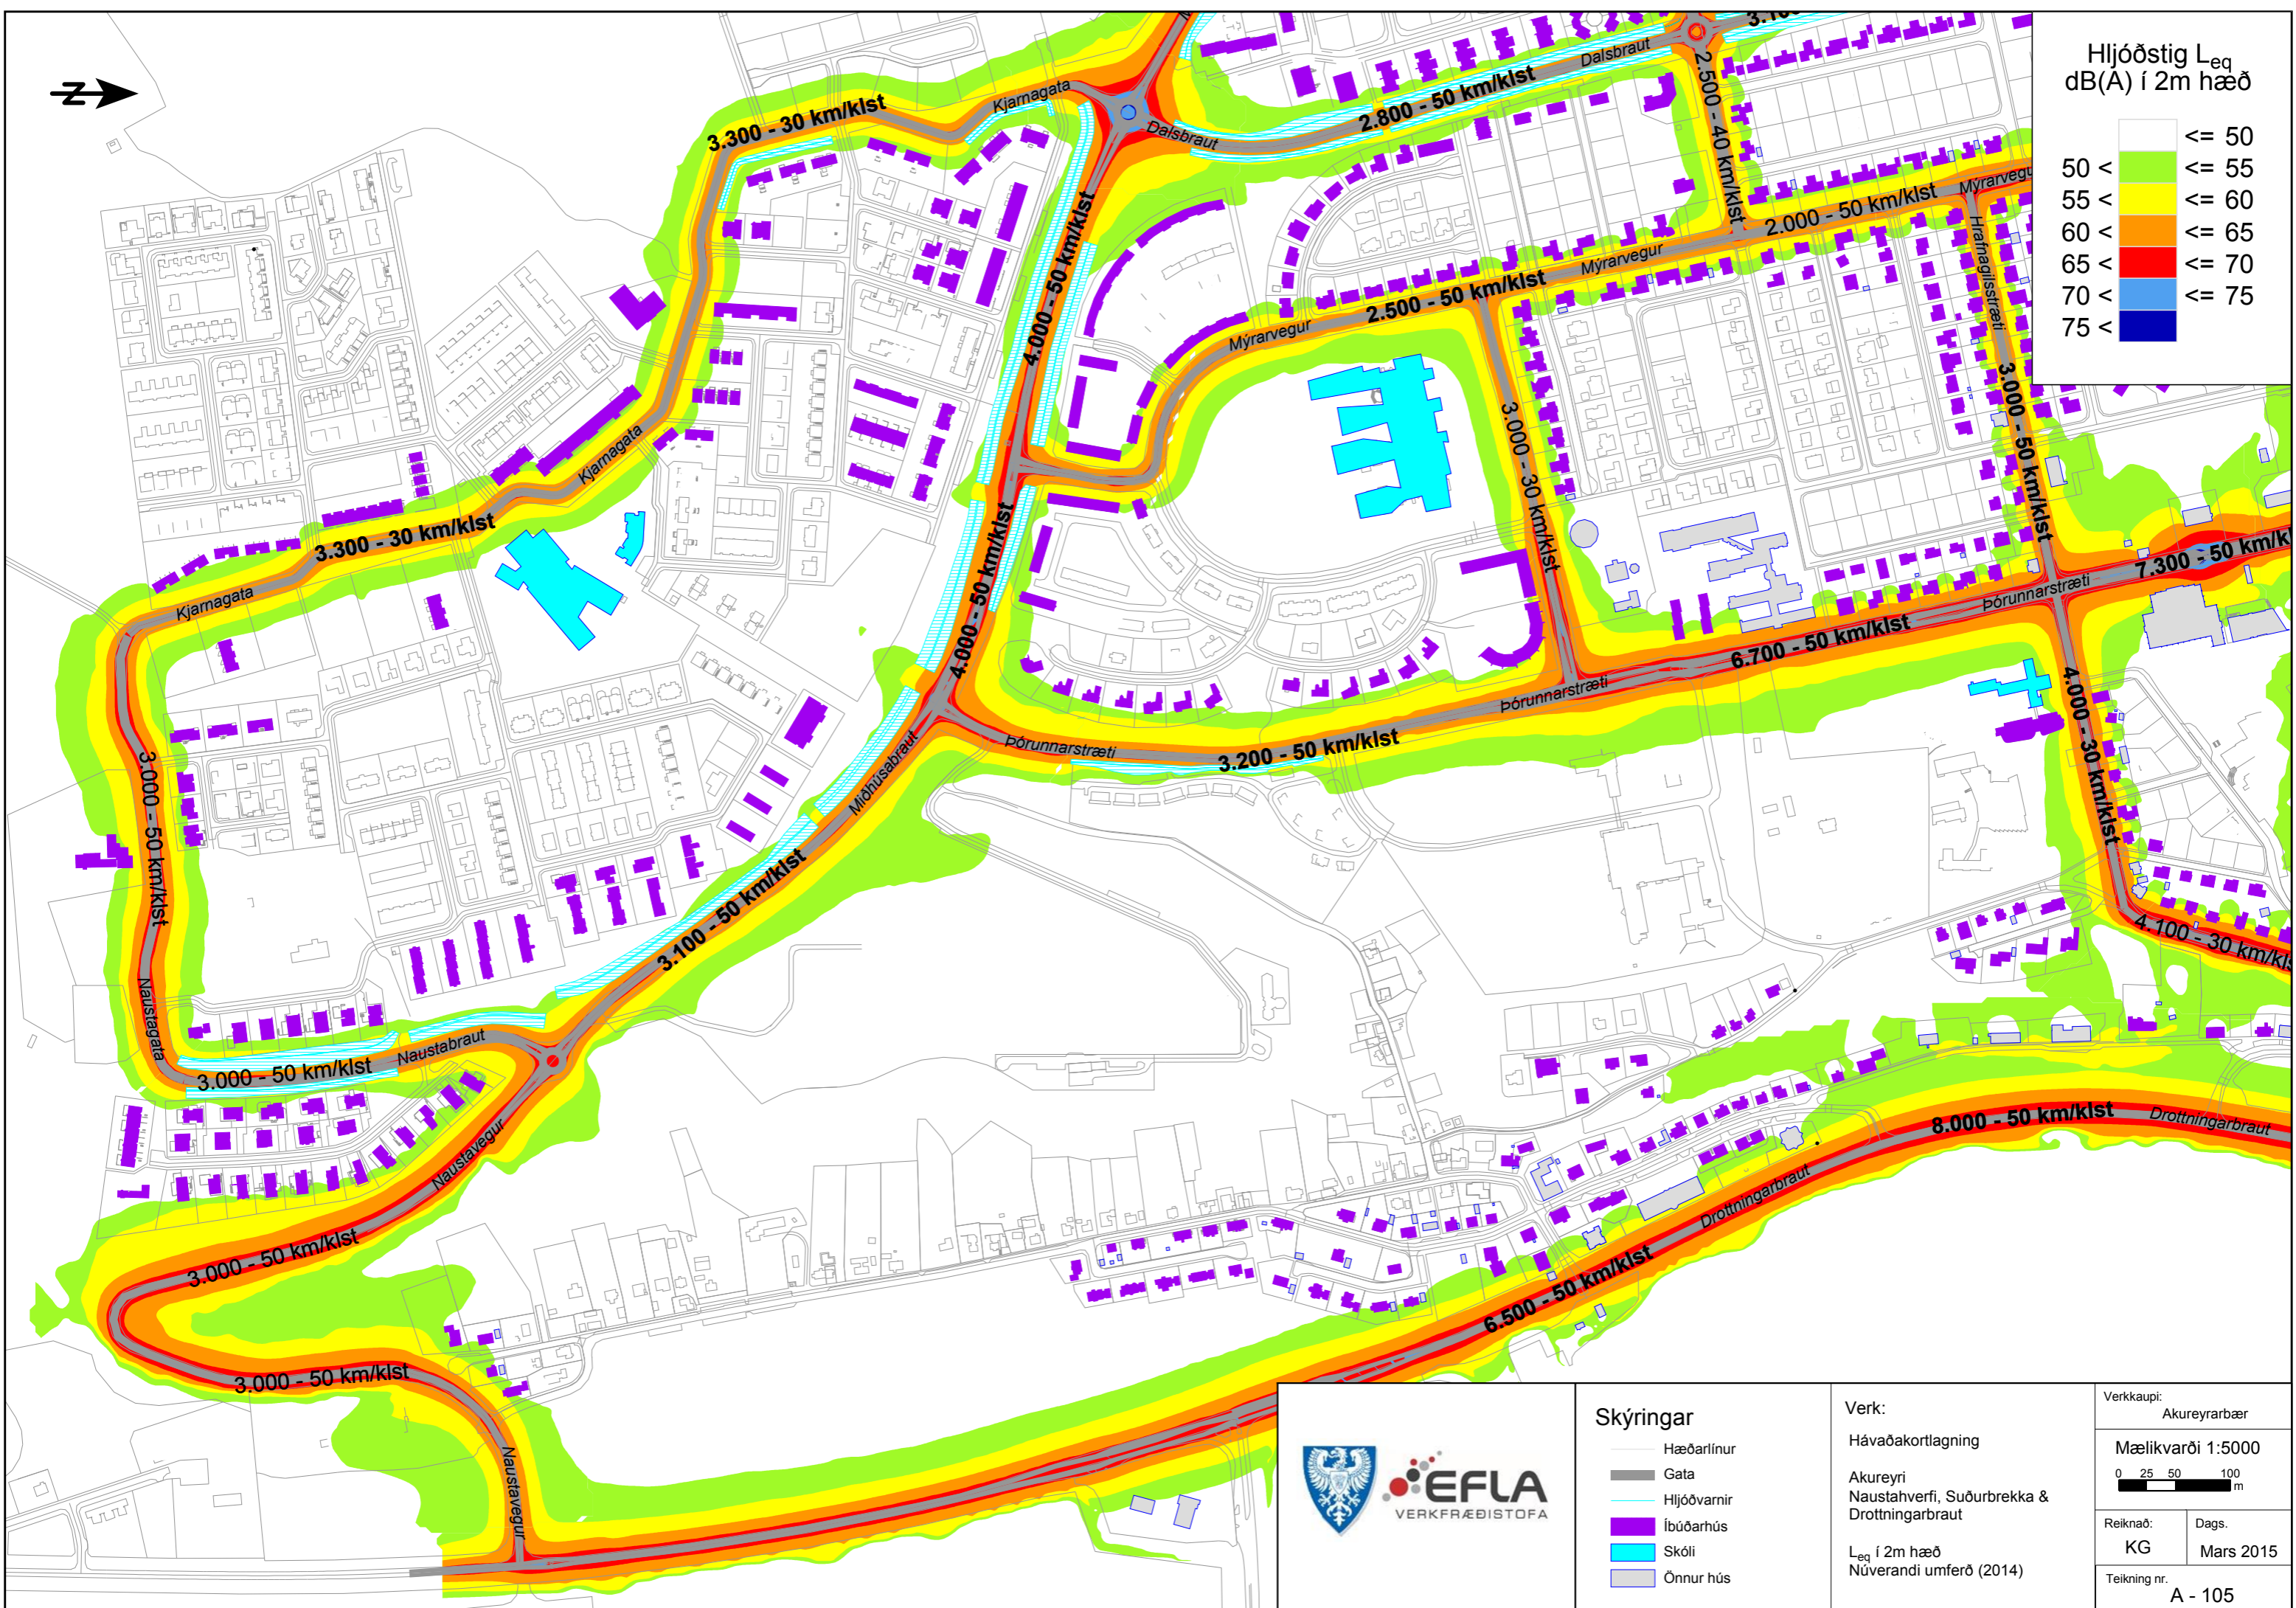 N
Hljóðstig Leq
dB(A) í 2m hæð
<= 50
50 < <= 55
55 < <= 60
60 < <= 65
65 < <= 70
70 < <= 75
75 <
Dalsbraut
2.500 - 40 km/klst
Kjarnagata
3.300 - 30 km/klst
Dalsbraut
2.800 - 50 km/klst
Mýrarvegu
2.000 - 50 km/klst
Hrafnagilsstræti
4.000 - 50 km/klst
Mýrarvegur
2.500 - 50 km/klst
Mýrarvegur
3.000 - 50 km/klst
3.000 - 30 km/klst
Kjarnagata
3.300 - 30 km/klst
Kjarnagata
4.000 - 50 km/klst
7.300 - 50 km/k
Þórunnarstræti
6.700 - 50 km/klst
Þórunnarstræti
4.000 - 30 km/klst
Þórunnarstræti
3.200 - 50 km/klst
Miðhúsabraut
3.000 - 50 km/klst
3.100 - 50 km/klst
4.100 - 30 km/kls
Naustagata
Naustabraut
3.000 - 50 km/klst
Naustavegur
8.000 - 50 km/klst
Drottningarbraut
Drottningarbraut
3.000 - 50 km/klst
6.500 - 50 km/klst
3.000 - 50 km/klst
Naustavegur
EFLA
VERKFRÆÐISTOFA
Skýringar
Hæðarlínur
Gata
Hljóðvarnir
Íbúðarhús
Skóli
Önnur hús
Verk:
Hávaðakortlagning
Akureyri
Naustahverfi, Suðurbrekka &
Drottningarbraut
Leq í 2m hæð
Núverandi umferð (2014)
Verkkaupi:
Akureyrarbær
Mælikvarði 1:5000
0 25 50 100
m
Reiknað:
KG
Dags.
Mars 2015
Teikning nr.
A - 105